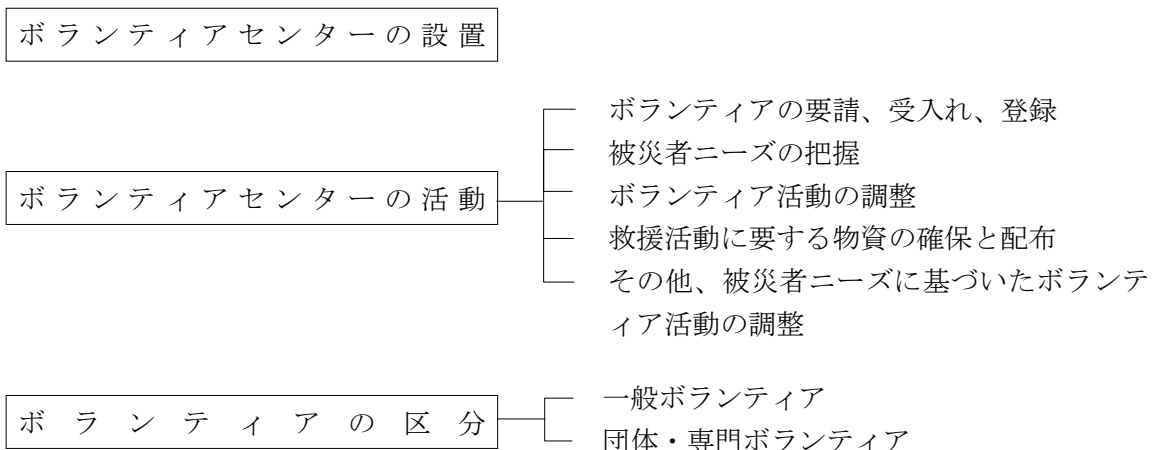 ボランティアセンターの設置
ボランティアの要請、受入れ、登録
被災者ニーズの把握
ボランティアセンターの活動
ボランティア活動の調整
救援活動に要する物資の確保と配布
その他、被災者ニーズに基づいたボランテ
ィア活動の調整
一般ボランティア
ボランティアの区分
団体・専門ボランティア